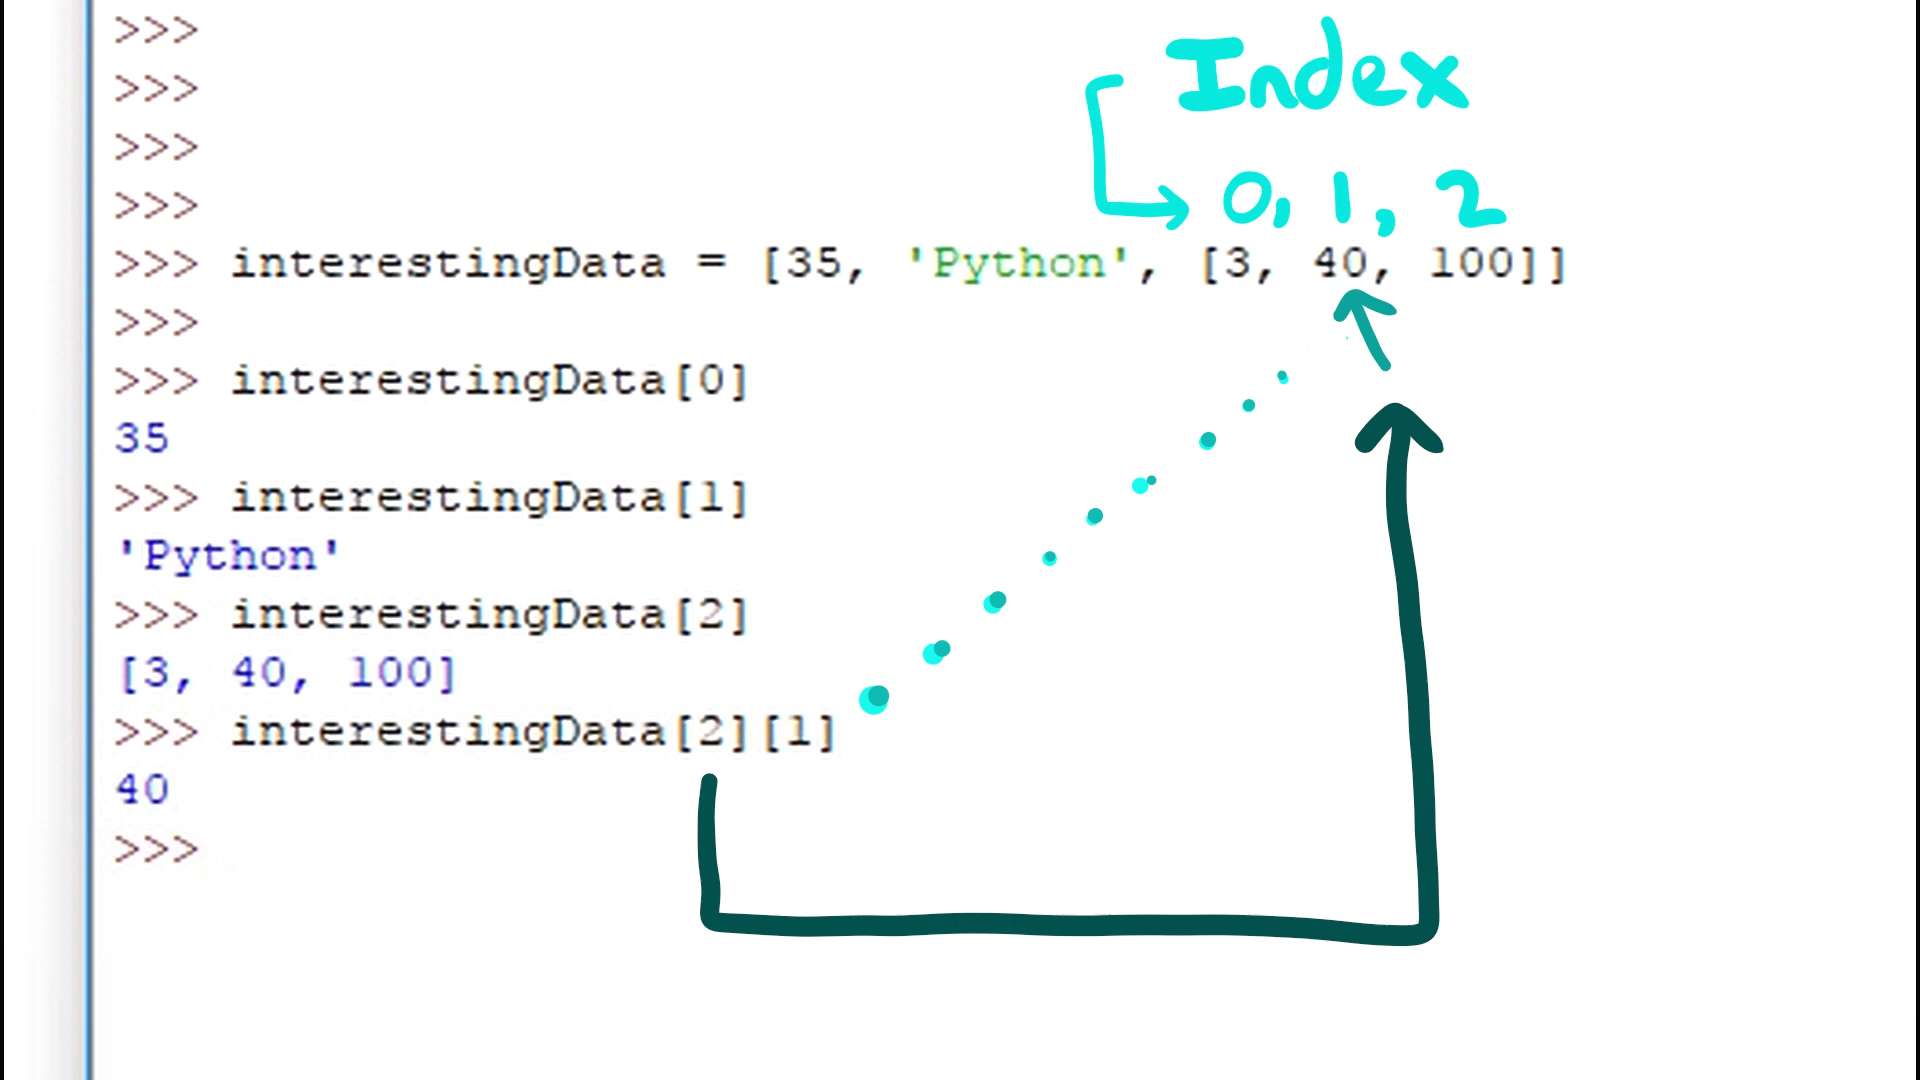 >>>
>>>
>>>
>>>
Index
0, 1, 2
>>> interestingData = [35, 'Python', [3, 40, 100]]
>>>
>>> interestingData[0]
35
>>> interestingData[1]
'Python'
>>> interestingData[2]
[3, 40, 100]
>>> interestingData[2][1]
40
>>>